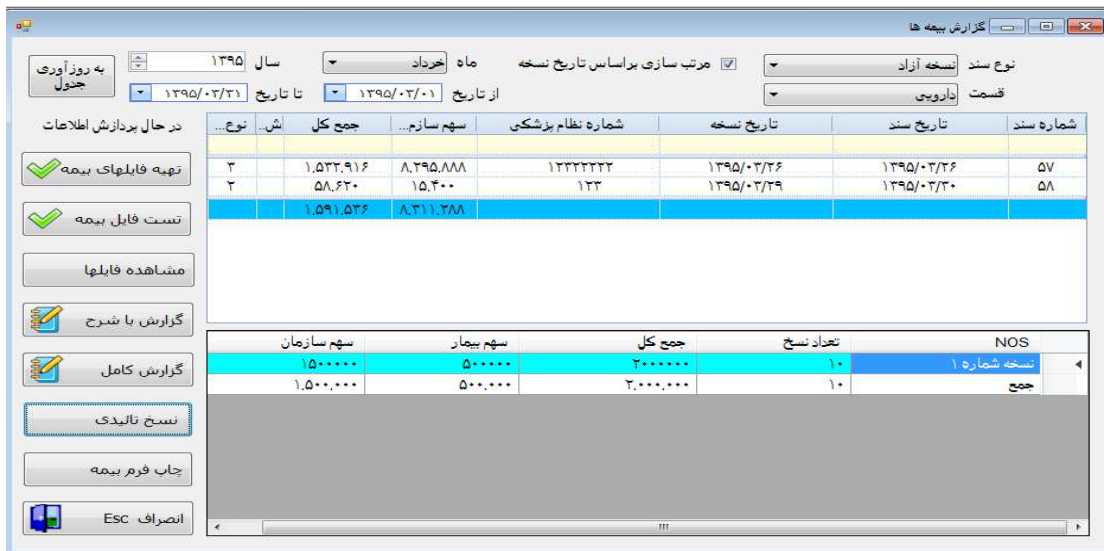 گزارش بیمه ها
نوع سند نسخه آزاد مرتب سازی براساس تاریخ نسخه ماه خرداد سال ۱۳۹۵
قسمت دارویی از تاریخ ۱۳۹۵/۰۳/۰۱ تا تاریخ ۱۳۹۵/۰۳/۳۱
به روز آوری
جدول
شماره سند تاریخ سند تاریخ نسخه شماره نظام پزشکی سهم سازم... جمع کل ش.. نوع...
۵۷ ۱۳۹۵/۰۳/۲۶ ۱۳۹۵/۰۳/۲۶ ۱۲۳۲۲۲۲۲ ۸,۲۹۵,۸۸۸ ۱,۵۳۲,۹۱۶ ۳
۵۸ ۱۳۹۵/۰۳/۳۰ ۱۳۹۵/۰۳/۲۹ ۱۲۳ ۱۵,۴۰۰ ۵۸,۶۲۰ ۲
۸,۳۱۱,۲۸۸ ۱,۵۹۱,۵۳۶
NOS تعداد نسخ جمع کل سهم بیمار سهم سازمان
نسخه شماره ۱ ۱۰ ۲۰۰۰۰۰۰ ۵۰۰۰۰۰ ۱۵۰۰۰۰۰
جمع ۱۰ ۲,۰۰۰,۰۰۰ ۵۰۰,۰۰۰ ۱,۵۰۰,۰۰۰
در حال پردازش اطلاعات
تهیه فایلهای بیمه
تست فایل بیمه
مشاهده فایلها
گزارش با شرح
گزارش کامل
نسخ تائیدی
چاپ فرم بیمه
انصراف Esc